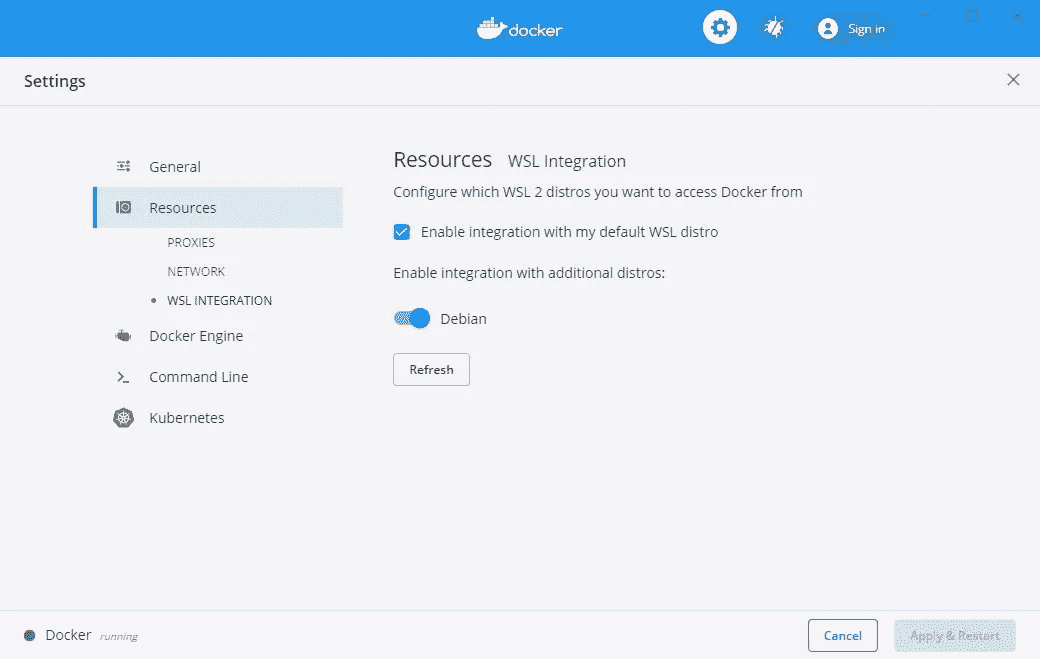 docker
Sign in
Settings
General
Resources
PROXIES
NETWORK
WSL INTEGRATION
Docker Engine
Command Line
Kubernetes
Resources WSL Integration
Configure which WSL 2 distros you want to access Docker from
Enable integration with my default WSL distro
Enable integration with additional distros:
Debian
Refresh
Docker running
Cancel
Apply & Restart